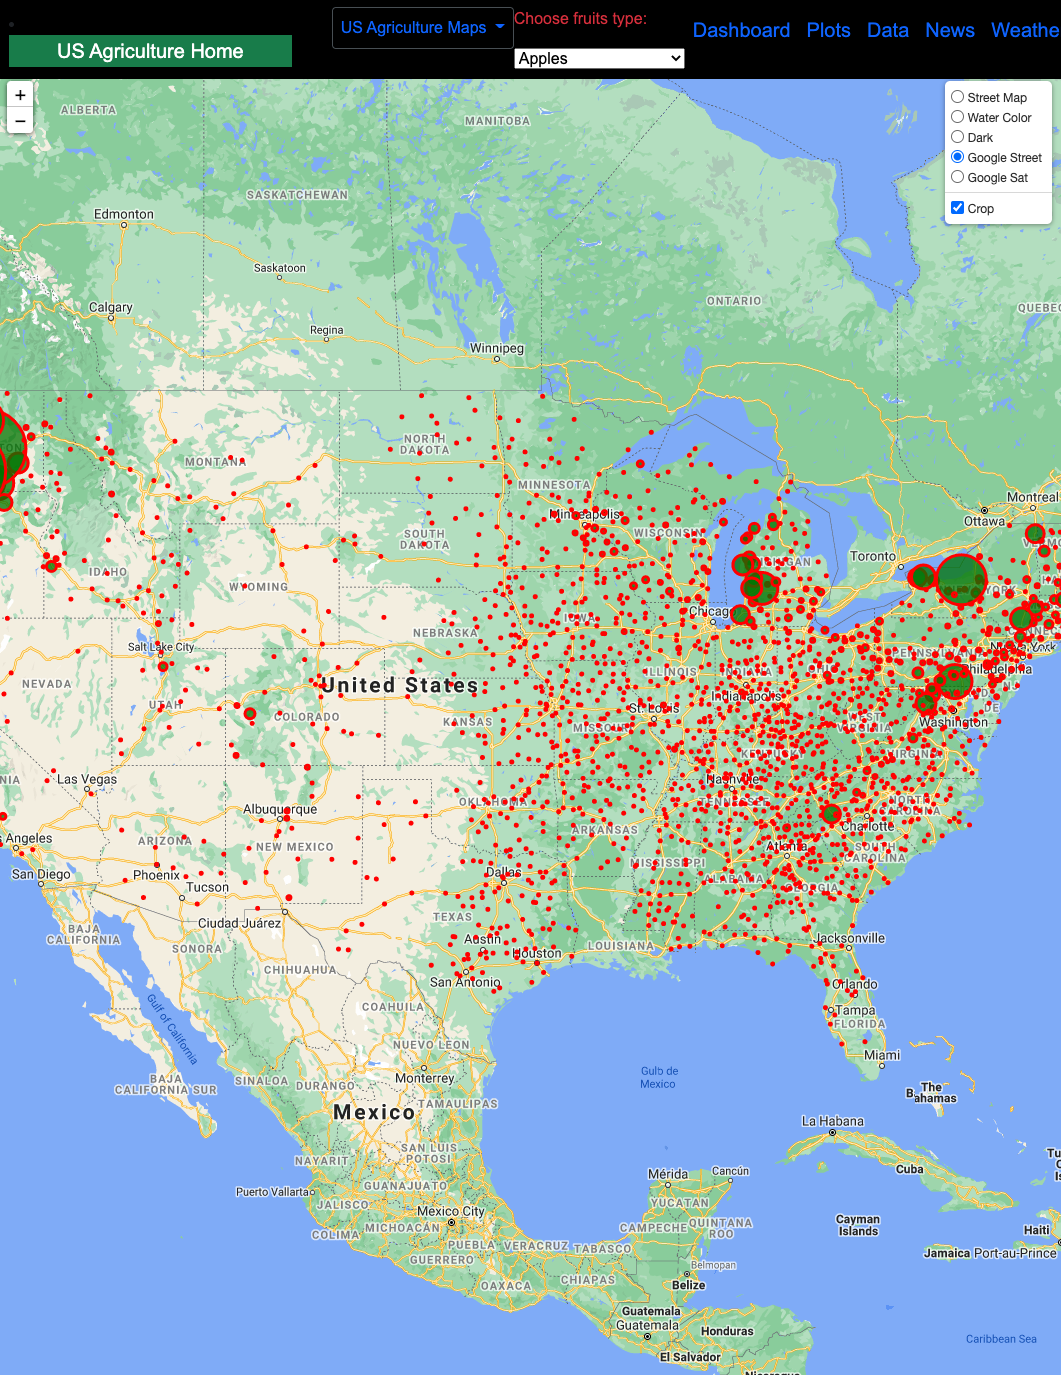 US Agriculture Home
US Agriculture Maps
Choose fruits type:
Apples
Dashboard
Plots
Data
News
Weathe
+
−
Street Map
Water Color
Dark
Google Street
Google Sat
Crop
ALBERTA
MANITOBA
SASKATCHEWAN
Edmonton
Saskatoon
Calgary
Regina
Winnipeg
ONTARIO
QUEBEC
NORTH
DAKOTA
MONTANA
MINNESOTA
Montreal
Ottawa
Minneapolis
WISCONSIN
SOUTH
DAKOTA
Toronto
MICHIGAN
IDAHO
WYOMING
Chicago
IOWA
NEBRASKA
Salt Lake City
PENNSYLVANIA
New York
Philadelphia
ILLINOIS
INDIANA
OHIO
NEVADA
United States
UTAH
COLORADO
Indianapolis
St. Louis
KANSAS
MISSOURI
WEST
VIRGINIA
Washington
DE
KENTUCKY
VIRGINIA
NIA
Las Vegas
Nashville
Albuquerque
OKLAHOMA
TENNESSEE
NORTH
CAROLINA
Charlotte
s Angeles
ARIZONA
NEW MEXICO
ARKANSAS
Atlanta
SOUTH
CAROLINA
MISSISSIPPI
San Diego
Phoenix
Dallas
ALABAMA
GEORGIA
Tucson
Ciudad Juárez
TEXAS
BAJA
CALIFORNIA
SONORA
Austin
Houston
LOUISIANA
Jacksonville
CHIHUAHUA
San Antonio
Orlando
Gulf of California
COAHUILA
Tampa
FLORIDA
NUEVO LEON
Miami
Gulb de
Mexico
BAJA
CALIFORNIA SUR
SINALOA
DURANGO
Monterrey
The
Bahamas
Mexico
TAMAULIPAS
La Habana
SAN LUIS
POTOSI
NAYARIT
Cuba
Mérida
Cancún
Puerto Vallarta
GUANAJUATO
JALISCO
YUCATAN
Mexico City
COLIMA
MICHOACÁN
CAMPECHE
QUINTANA
ROO
Cayman
Islands
Haiti
PUEBLA
VERACRUZ
TABASCO
Jamaica
Port-au-Prince
GUERRERO
Belmopan
OAXACA
CHIAPAS
Belize
Guatemala
Guatemala
Honduras
Caribbean Sea
El Salvador
Nicaragua